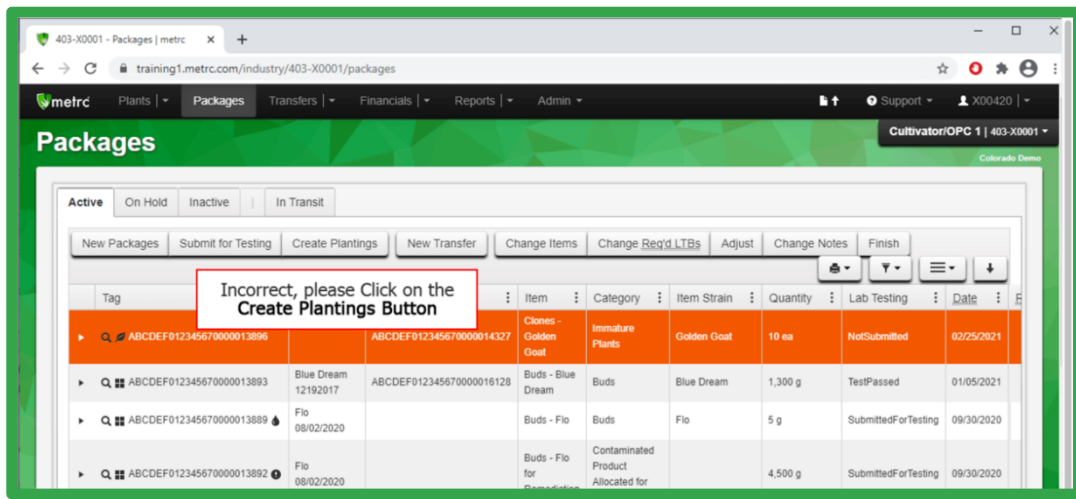 403-X0001 - Packages | metrc
training1.metrc.com/industry/403-X0001/packages
metrc Plants Packages Transfers Financials Reports Admin Support X00420
Packages
Cultivator/OPC 1 | 403-X0001
Colorado Demo
Active On Hold Inactive In Transit
New Packages Submit for Testing Create Plantings New Transfer Change Items Change Req'd LTBs Adjust Change Notes Finish
Incorrect, please Click on the
Create Plantings Button
Tag Item Category Item Strain Quantity Lab Testing Date
ABCDEF012345670000013896 ABCDEF012345670000014327 Clones - Golden Goat Immature Plants Golden Goat 10 ea NotSubmitted 02/25/2021
ABCDEF012345670000013893 Blue Dream 12192017 ABCDEF012345670000016128 Buds - Blue Dream Buds Blue Dream 1,300 g TestPassed 01/05/2021
ABCDEF012345670000013889 Flo 08/02/2020 Buds - Flo Buds Flo 5 g SubmittedForTesting 09/30/2020
ABCDEF012345670000013892 Flo 08/02/2020 Buds - Flo for Remediation Contaminated Product Allocated for 4,500 g SubmittedForTesting 09/30/2020